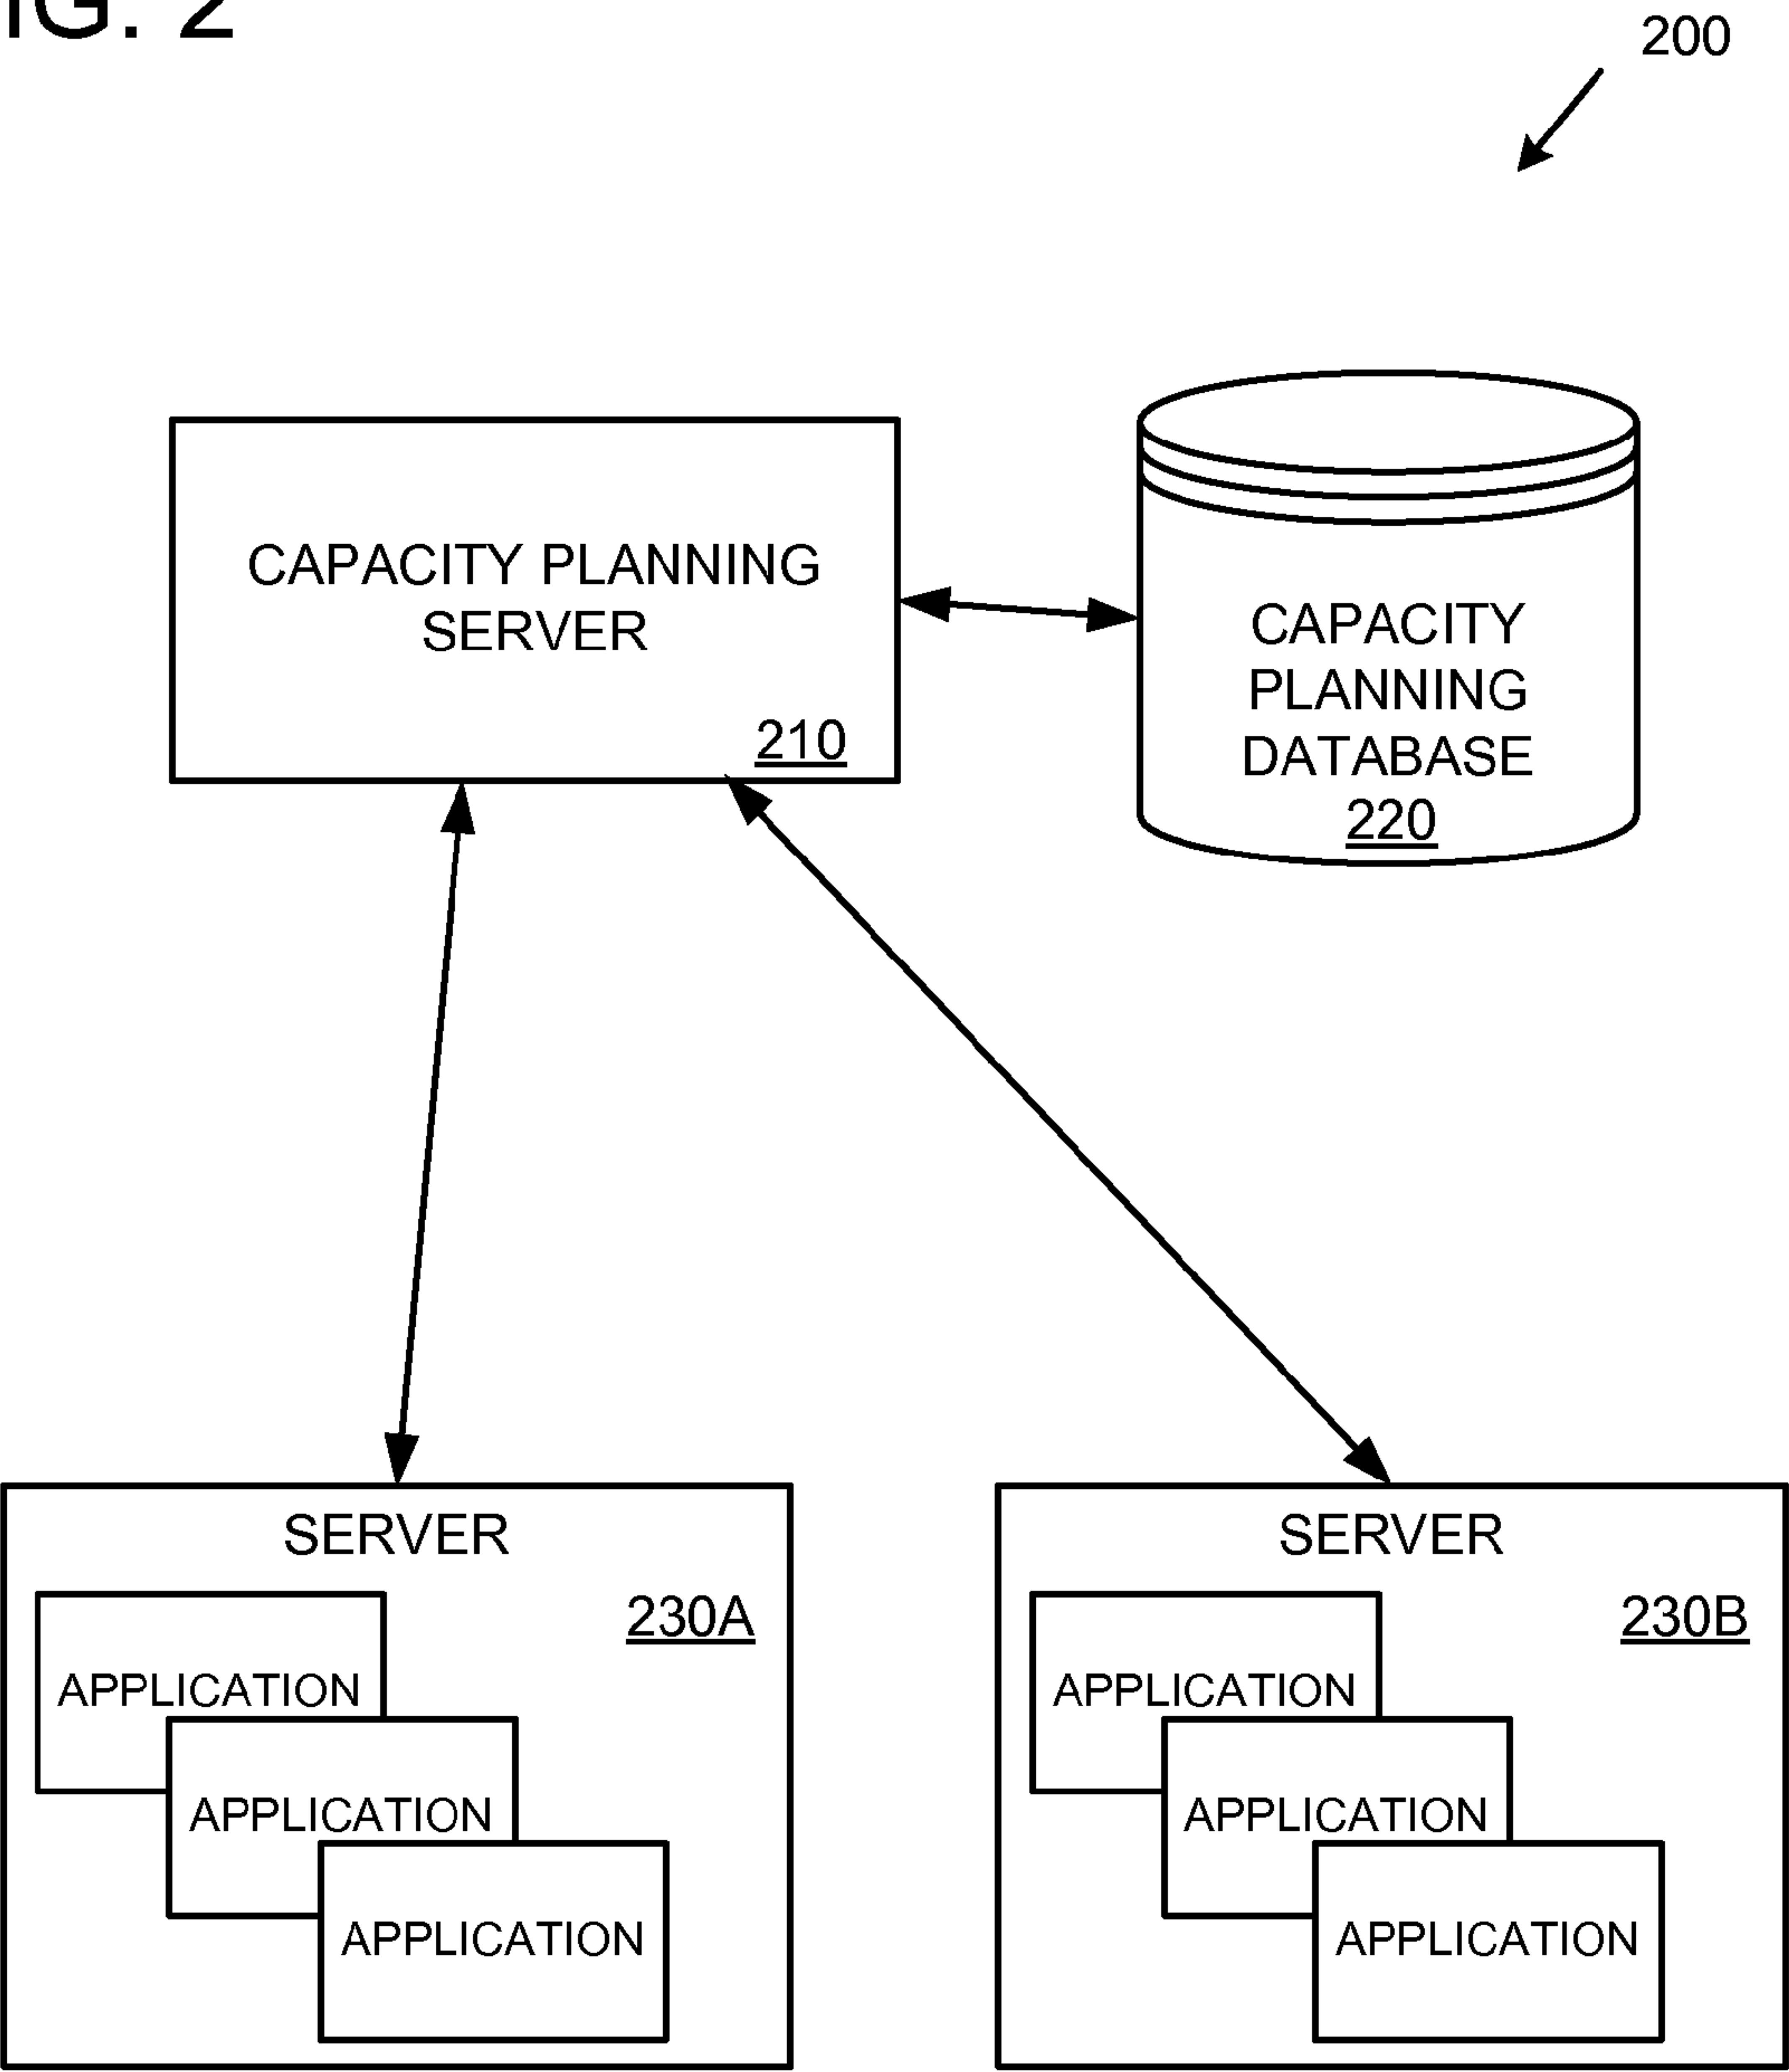 IG. 2
200
CAPACITY PLANNING
SERVER
210
CAPACITY
PLANNING
DATABASE
220
SERVER
230A
APPLICATION
APPLICATION
APPLICATION
SERVER
230B
APPLICATION
APPLICATION
APPLICATION